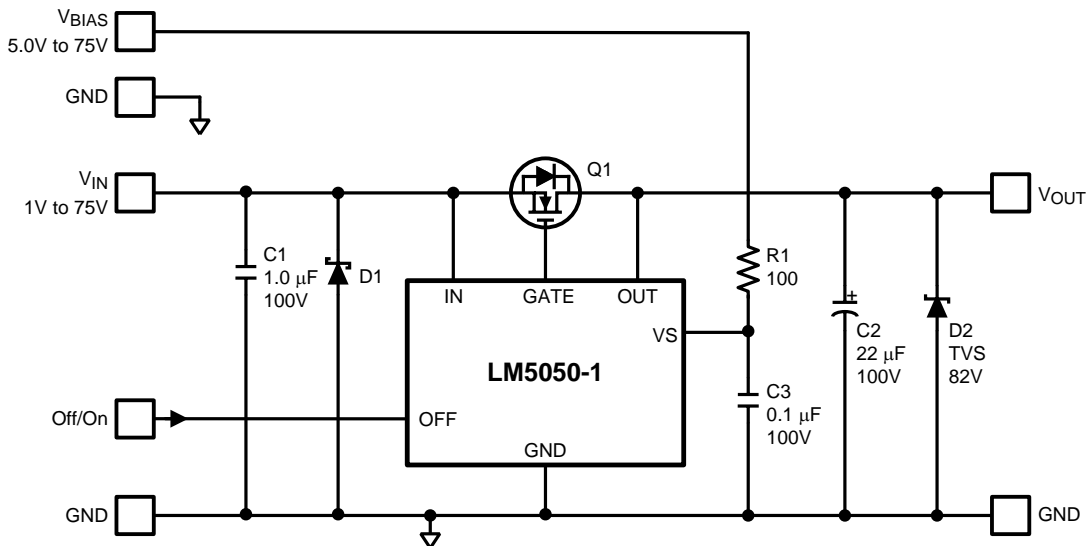 VBIAS
5.0V to 75V
GND
VIN
1V to 75V
Q1
VOUT
C1
1.0 μF
100V
D1
IN
GATE
OUT
R1
100
VS
LM5050-1
C2
22 μF
100V
+
D2
TVS
82V
C3
0.1 μF
100V
Off/On
OFF
GND
GND
GND